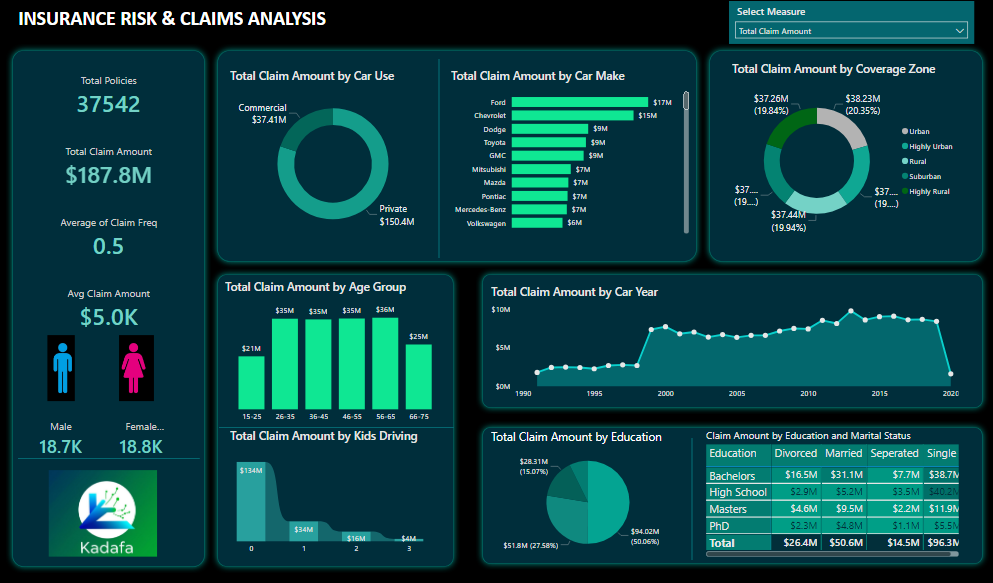 INSURANCE RISK & CLAIMS ANALYSIS
Select Measure
Total Claim Amount
Total Policies
37542
Total Claim Amount
$187.8M
Average of Claim Freq
0.5
Avg Claim Amount
$5.0K
Male
Female...
18.7K
18.8K
Kadafa
Total Claim Amount by Car Use
Commercial
$37.41M
Private
$150.4M
Total Claim Amount by Car Make
Ford $17M
Chevrolet $15M
Dodge $9M
Toyota $9M
GMC $9M
Mitsubishi $7M
Mazda $7M
Pontiac $7M
Mercedes-Benz $7M
Volkswagen $6M
Total Claim Amount by Coverage Zone
$37.26M
(19.84%)
$38.23M
(20.35%)
$37....
(19....)
$37.44M
(19.94%)
$37....
(19....)
Urban
Highly Urban
Rural
Suburban
Highly Rural
Total Claim Amount by Age Group
$21M $35M $35M $35M $36M $25M
15-25 26-35 36-45 46-55 56-65 66-75
Total Claim Amount by Kids Driving
$134M $34M $16M $4M
0 1 2 3
Total Claim Amount by Car Year
$10M
$5M
$0M
1990 1995 2000 2005 2010 2015 2020
Total Claim Amount by Education
$28.31M
(15.07%)
$94.02M
(50.06%)
$51.8M (27.58%)
Claim Amount by Education and Marital Status
Education Divorced Married Seperated Single
Bachelors $16.5M $31.1M $7.7M $38.7M
High School $2.9M $5.2M $3.5M $40.2M
Masters $4.6M $9.5M $2.2M $11.9M
PhD $2.3M $4.8M $1.1M $5.5M
Total $26.4M $50.6M $14.5M $96.3M